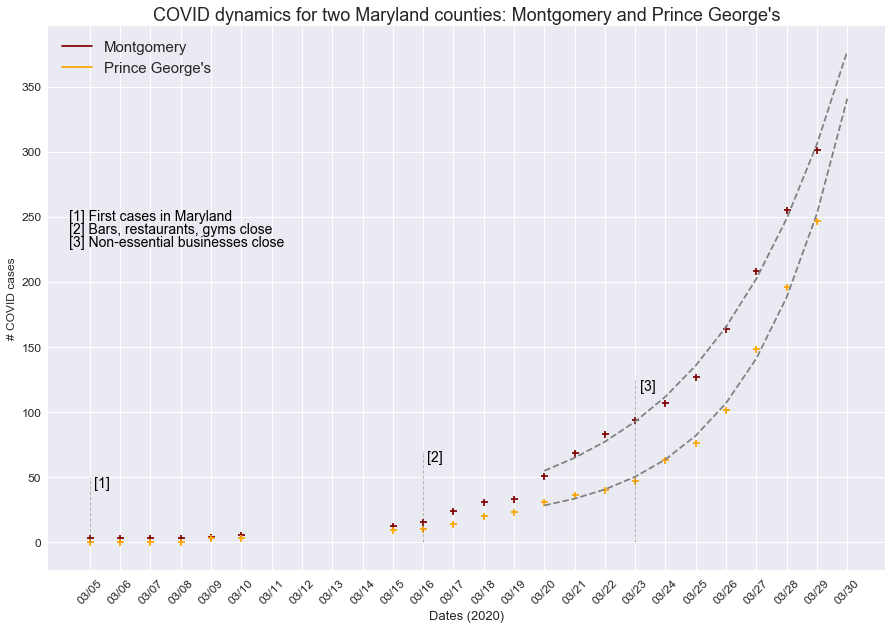 COVID dynamics for two Maryland counties: Montgomery and Prince George's
Montgomery
Prince George's
350
300
250
200
150
100
50
0
# COVID cases
[1] First cases in Maryland
[2] Bars, restaurants, gyms close
[3] Non-essential businesses close
[3]
[2]
[1]
03/05 03/06 03/07 03/08 03/09 03/10 03/11 03/12 03/13 03/14 03/15 03/16 03/17 03/18 03/19 03/20 03/21 03/22 03/23 03/24 03/25 03/26 03/27 03/28 03/29 03/30
Dates (2020)